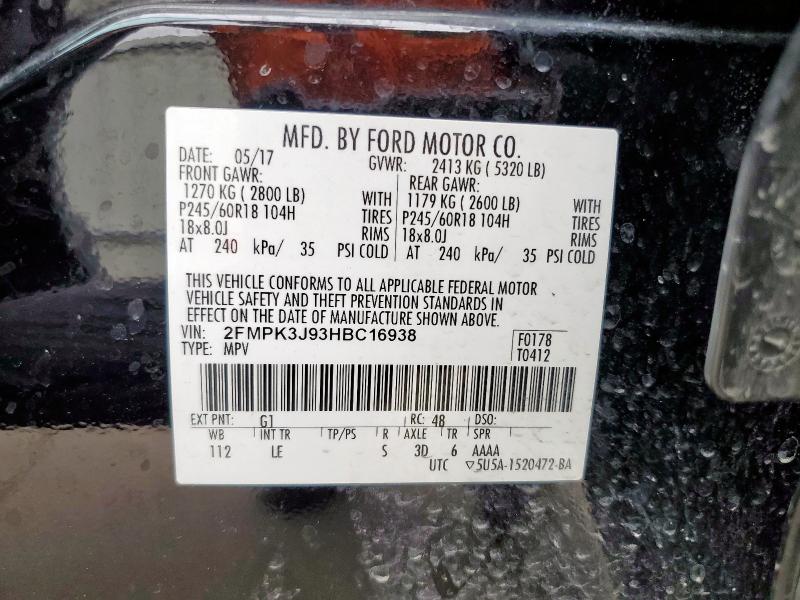 MFD. BY FORD MOTOR CO.
DATE: 05/17 GVWR: 2413 KG ( 5320 LB)
FRONT GAWR: REAR GAWR:
1270 KG ( 2800 LB) WITH 1179 KG ( 2600 LB) WITH
P245/60R18 104H TIRES P245/60R18 104H TIRES
18x8.0J RIMS 18x8.0J RIMS
AT 240 kPa/ 35 PSI COLD AT 240 kPa/ 35 PSI COLD
THIS VEHICLE CONFORMS TO ALL APPLICABLE FEDERAL MOTOR
VEHICLE SAFETY AND THEFT PREVENTION STANDARDS IN
EFFECT ON THE DATE OF MANUFACTURE SHOWN ABOVE.
VIN: 2FMPK3J93HBC16938 F0178
TYPE: MPV T0412
EXT PNT: G1 RC: 48 DSO:
WB INT TR TP/PS R AXLE TR SPR
112 LE S 3D 6 AAAA
UTC ▽5U5A-1520472-BA